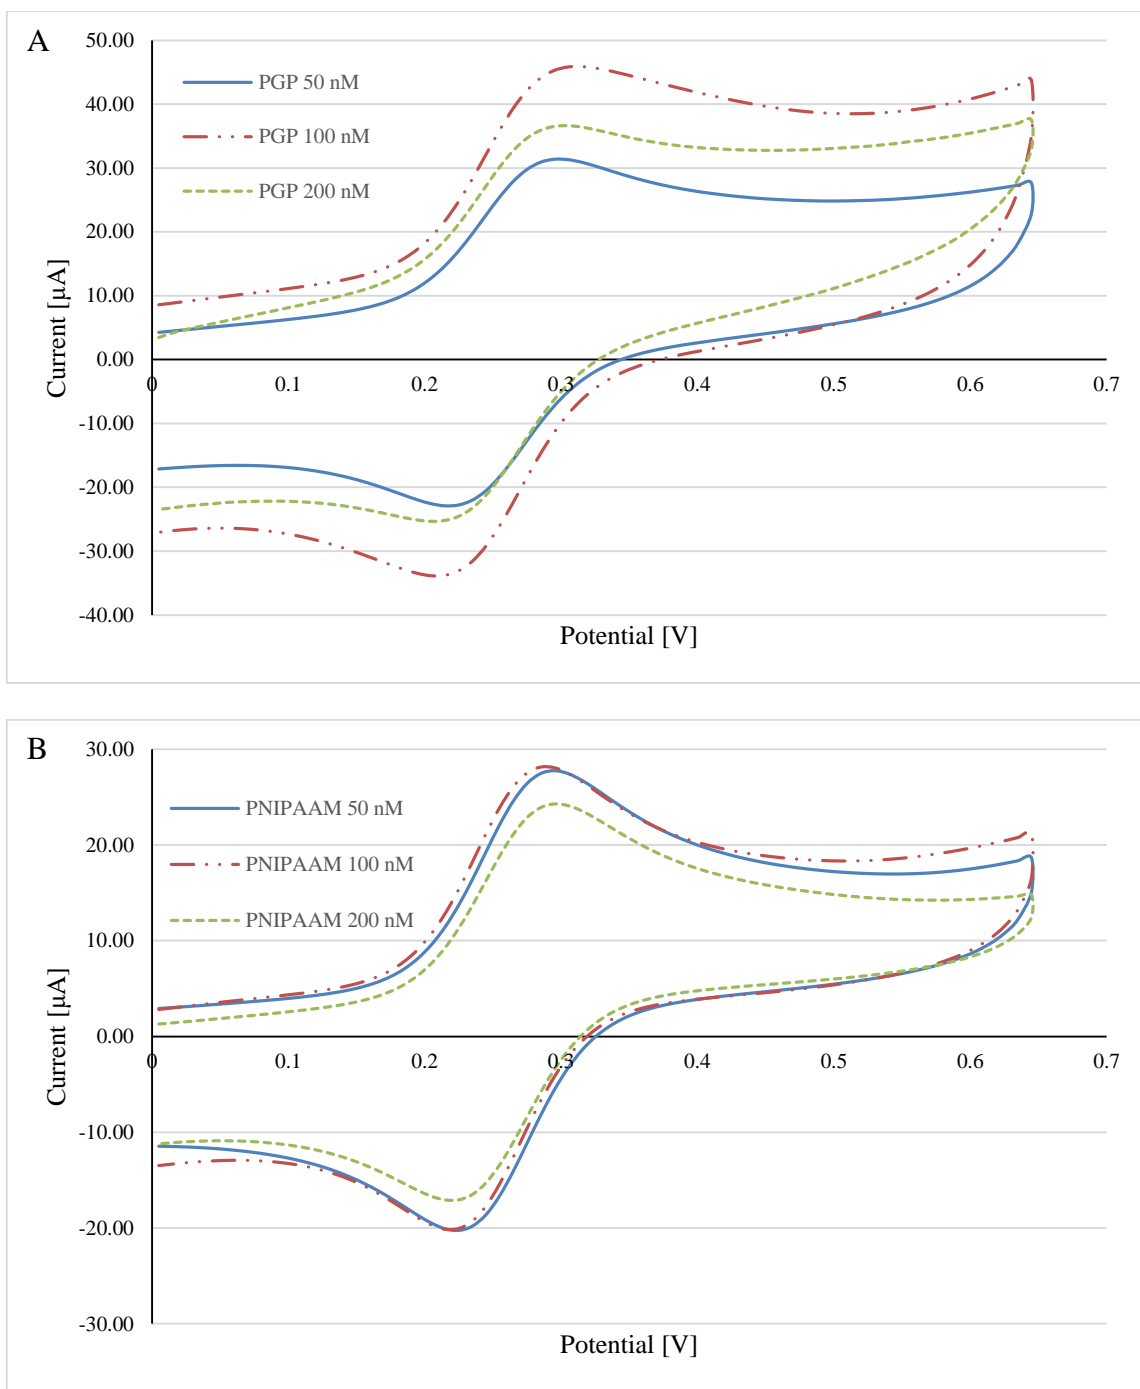 A
50.00
40.00
30.00
20.00
10.00
0.00
-10.00
-20.00
-30.00
-40.00
Current [µA]
PGP 50 nM
PGP 100 nM
PGP 200 nM
0 0.1 0.2 0.3 0.4 0.5 0.6 0.7
Potential [V]
B
30.00
20.00
10.00
0.00
-10.00
-20.00
-30.00
Current [µA]
PNIPAAM 50 nM
PNIPAAM 100 nM
PNIPAAM 200 nM
0 0.1 0.2 0.3 0.4 0.5 0.6 0.7
Potential [V]